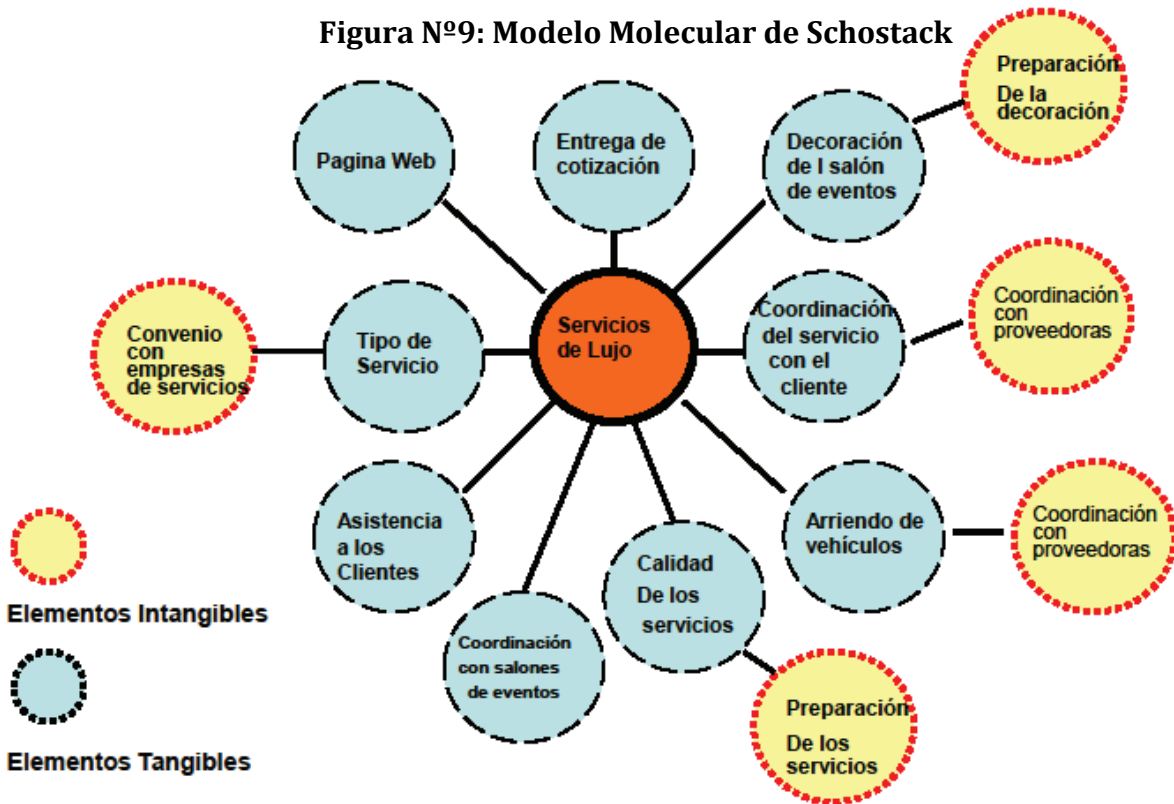 Figura Nº9: Modelo Molecular de Schostack
Preparación
De la
decoración
Pagina Web
Entrega de
cotización
Decoración
de l salón
de eventos
Convenio
con
empresas
de servicios
Tipo de
Servicio
Servicios
de Lujo
Coordinación
del servicio
con el
cliente
Coordinación
con
proveedoras
Asistencia
a los
Clientes
Coordinación
con salones
de eventos
Calidad
De los
servicios
Arriendo de
vehículos
Coordinación
con
proveedoras
Preparación
De los
servicios
Elementos Intangibles
Elementos Tangibles